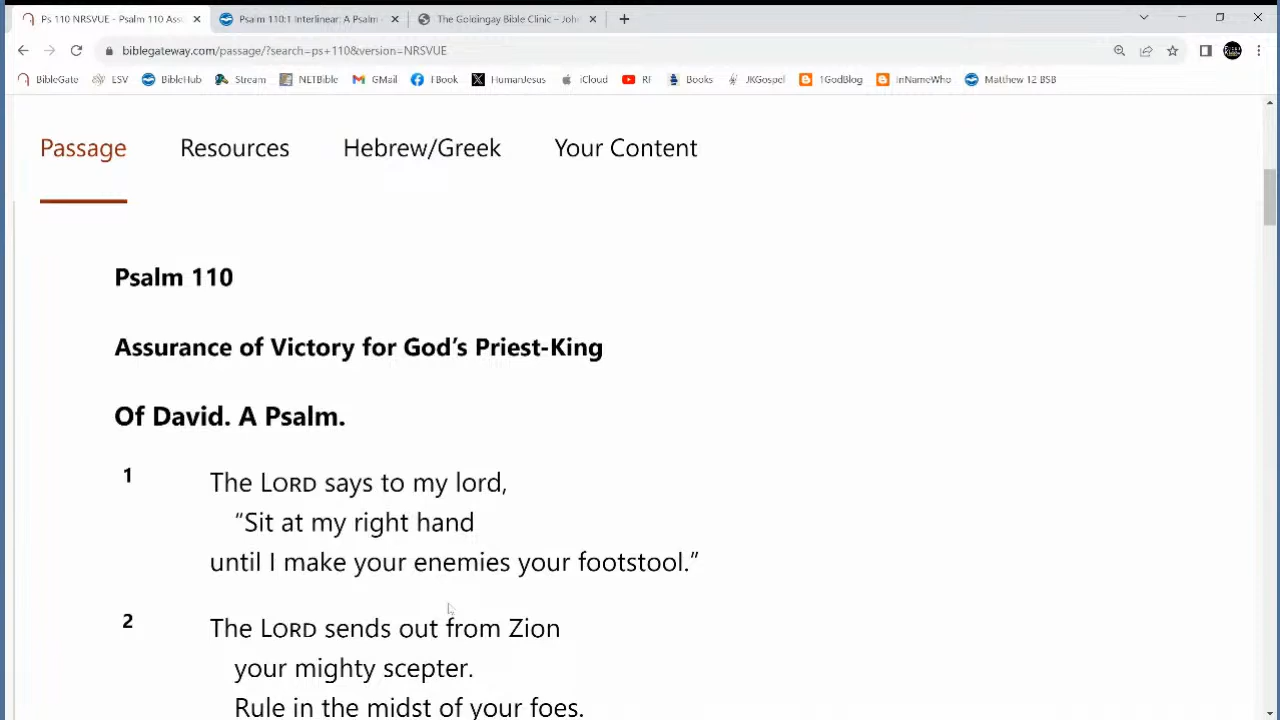 Ps 110 NRSVUE - Psalm 110 Ass
Psalm 110:1 Interlinear: A Psalm
The Goldingay Bible Clinic – John
biblegateway.com/passage/?search=ps+110&version=NRSVUE
BibleGate ESV BibleHub Stream NLTBible GMail FBook HumanJesus iCloud RF Books JKGospel 1GodBlog InNameWho Matthew 12 BSB
Passage Resources Hebrew/Greek Your Content
Psalm 110
Assurance of Victory for God’s Priest-King
Of David. A Psalm.
1 The LORD says to my lord,
“Sit at my right hand
until I make your enemies your footstool.”
2 The LORD sends out from Zion
your mighty scepter.
Rule in the midst of your foes.